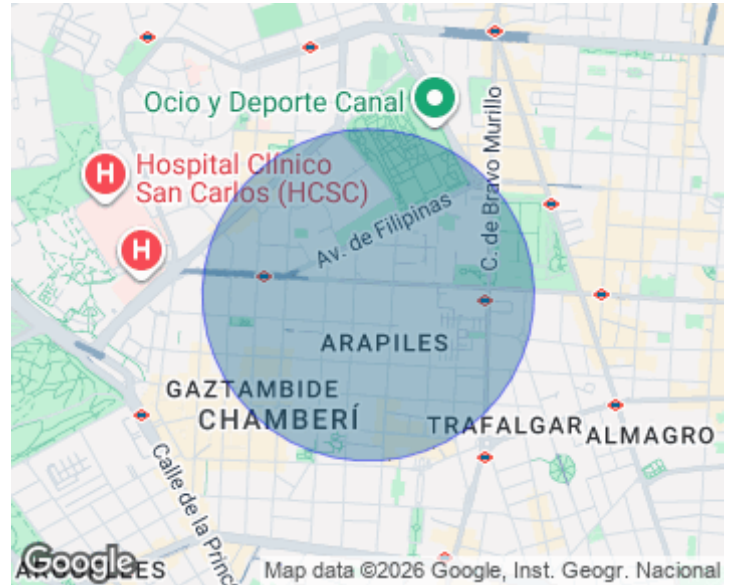 Ocio y Deporte Canal
H
Hospital Clínico
San Carlos (HCSC)
H
C. de Bravo Murillo
Av. de Filipinas
ARAPILES
GAZTAMBIDE
CHAMBERÍ
TRAFALGAR
ALMAGRO
Calle de la Princ
Google
Map data ©2026 Google, Inst. Geogr. Nacional